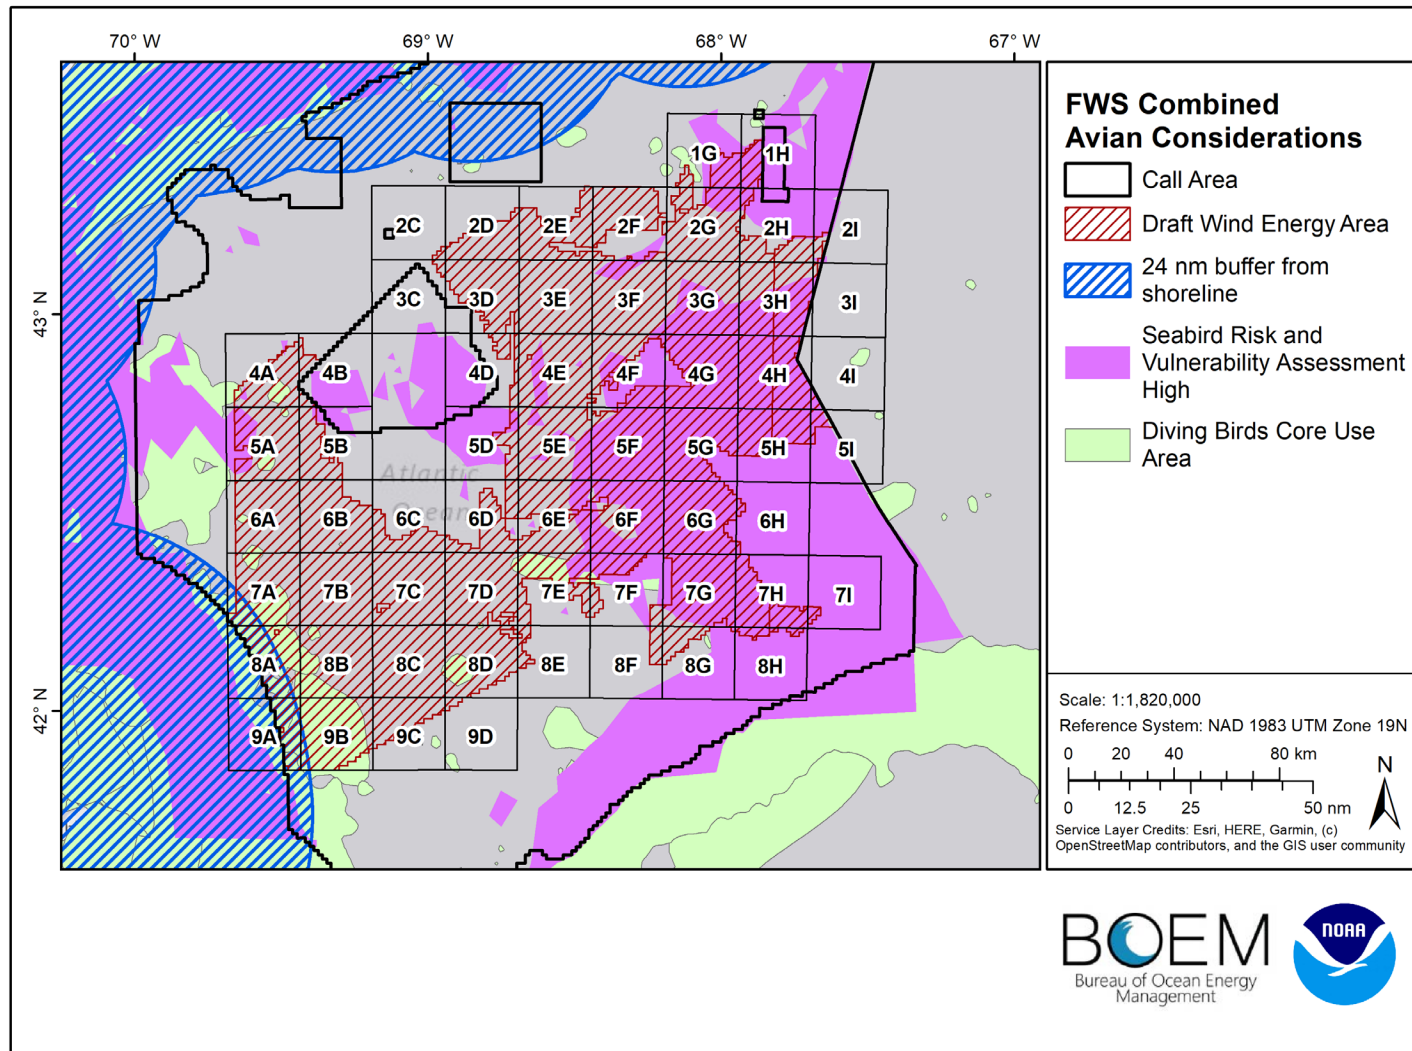 70° W
69° W
68° W
67° W
43° N
42° N
1G
1H
2C
2D
2E
2F
2G
2H
2I
3C
3D
3E
3F
3G
3H
3I
4A
4B
4D
4E
4F
4G
4H
4I
5A
5B
5D
5E
5F
5G
5H
5I
Atlantic
Ocean
6A
6B
6C
6D
6E
6F
6G
6H
7A
7B
7C
7D
7E
7F
7G
7H
7I
8A
8B
8C
8D
8E
8F
8G
8H
9A
9B
9C
9D
FWS Combined
Avian Considerations
Call Area
Draft Wind Energy Area
24 nm buffer from
shoreline
Seabird Risk and
Vulnerability Assessment
High
Diving Birds Core Use
Area
Scale: 1:1,820,000
Reference System: NAD 1983 UTM Zone 19N
0 20 40 80 km
0 12.5 25 50 nm
N
Service Layer Credits: Esri, HERE, Garmin, (c)
OpenStreetMap contributors, and the GIS user community
BOEM
Bureau of Ocean Energy
Management
NOAA